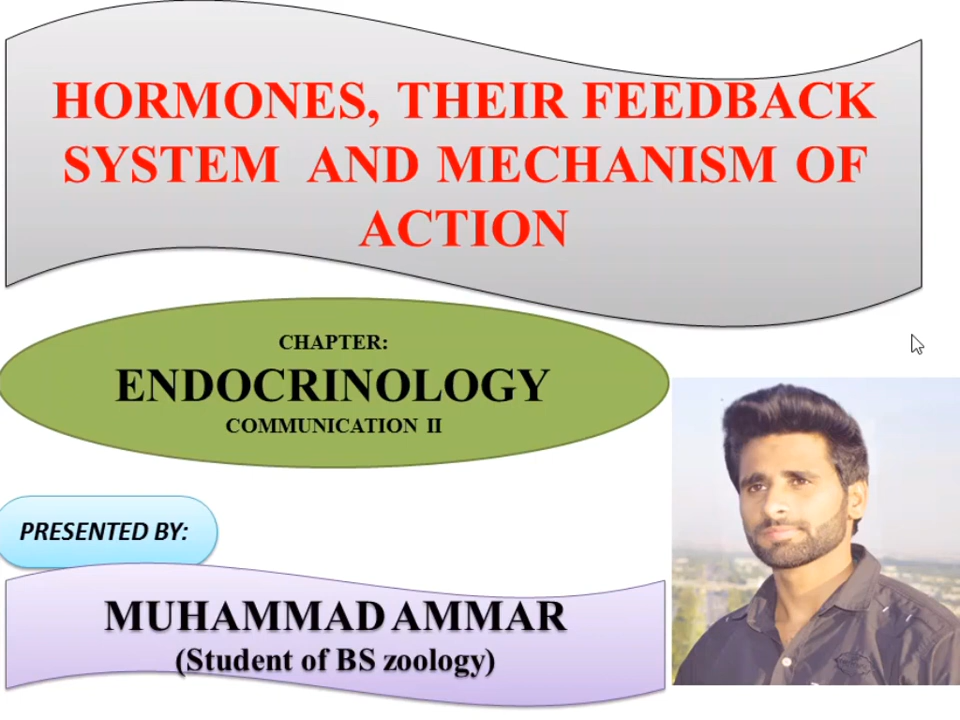 HORMONES, THEIR FEEDBACK
SYSTEM AND MECHANISM OF
ACTION
CHAPTER:
ENDOCRINOLOGY
COMMUNICATION II
PRESENTED BY:
MUHAMMAD AMMAR
(Student of BS zoology)